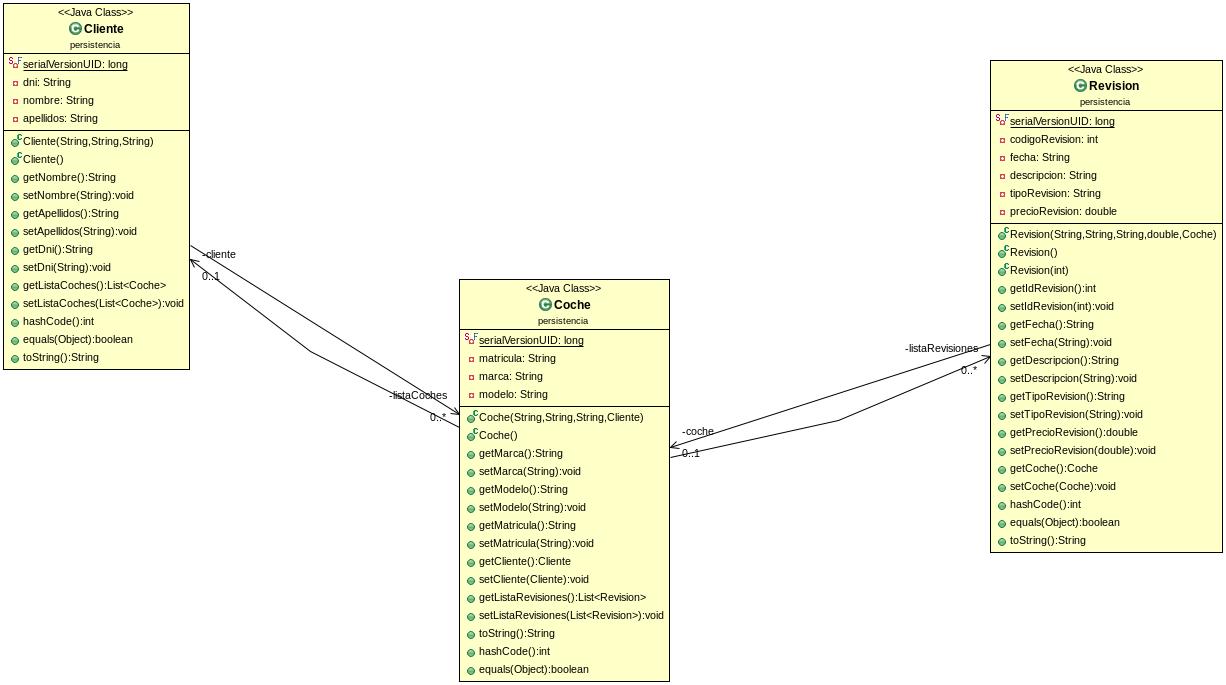 <<Java Class>>
Cliente
persistencia
serialVersionUID: long
dni: String
nombre: String
apellidos: String
Cliente(String,String,String)
Cliente()
getNombre():String
setNombre(String):void
getApellidos():String
setApellidos(String):void
getDni():String
setDni(String):void
getListaCoches():List<Coche>
setListaCoches(List<Coche>):void
hashCode():int
equals(Object):boolean
toString():String
-cliente
0..1
-listaCoches
0..*
<<Java Class>>
Coche
persistencia
serialVersionUID: long
matricula: String
marca: String
modelo: String
Coche(String,String,String,Cliente)
Coche()
getMarca():String
setMarca(String):void
getModelo():String
setModelo(String):void
getMatricula():String
setMatricula(String):void
getCliente():Cliente
setCliente(Cliente):void
getListaRevisiones():List<Revision>
setListaRevisiones(List<Revision>):void
toString():String
hashCode():int
equals(Object):boolean
-coche
0..1
-listaRevisiones
0..*
<<Java Class>>
Revision
persistencia
serialVersionUID: long
codigoRevision: int
fecha: String
descripcion: String
tipoRevision: String
precioRevision: double
Revision(String,String,String,double,Coche)
Revision()
Revision(int)
getIdRevision():int
setIdRevision(int):void
getFecha():String
setFecha(String):void
getDescripcion():String
setDescripcion(String):void
getTipoRevision():String
setTipoRevision(String):void
getPrecioRevision():double
setPrecioRevision(double):void
getCoche():Coche
setCoche(Coche):void
hashCode():int
equals(Object):boolean
toString():String